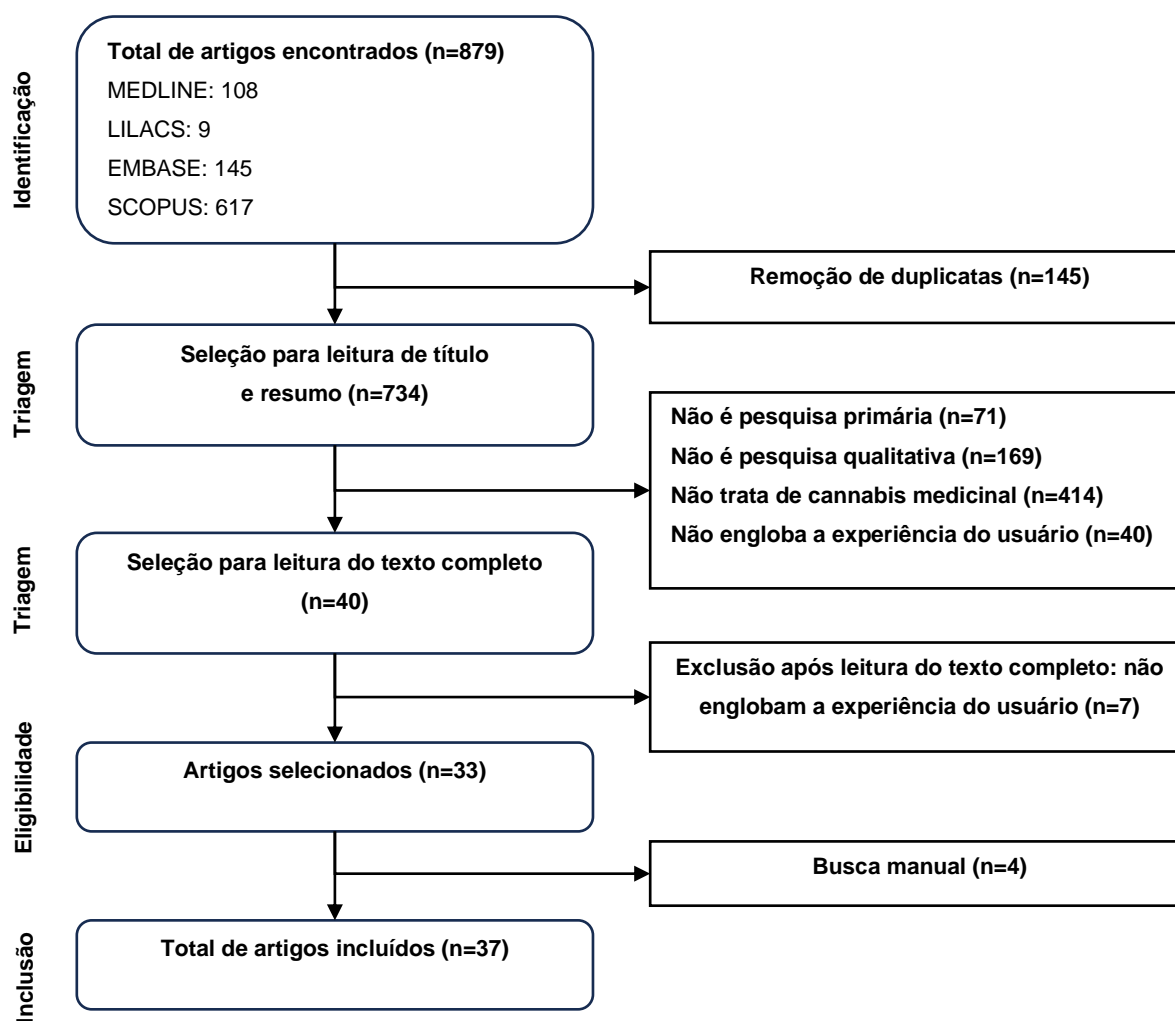 Identificação
Total de artigos encontrados (n=879)
MEDLINE: 108
LILACS: 9
EMBASE: 145
SCOPUS: 617
Remoção de duplicatas (n=145)
Triagem
Seleção para leitura de título
e resumo (n=734)
Não é pesquisa primária (n=71)
Não é pesquisa qualitativa (n=169)
Não trata de cannabis medicinal (n=414)
Não engloba a experiência do usuário (n=40)
Triagem
Seleção para leitura do texto completo
(n=40)
Exclusão após leitura do texto completo: não
englobam a experiência do usuário (n=7)
Eligibilidade
Artigos selecionados (n=33)
Busca manual (n=4)
Inclusão
Total de artigos incluídos (n=37)